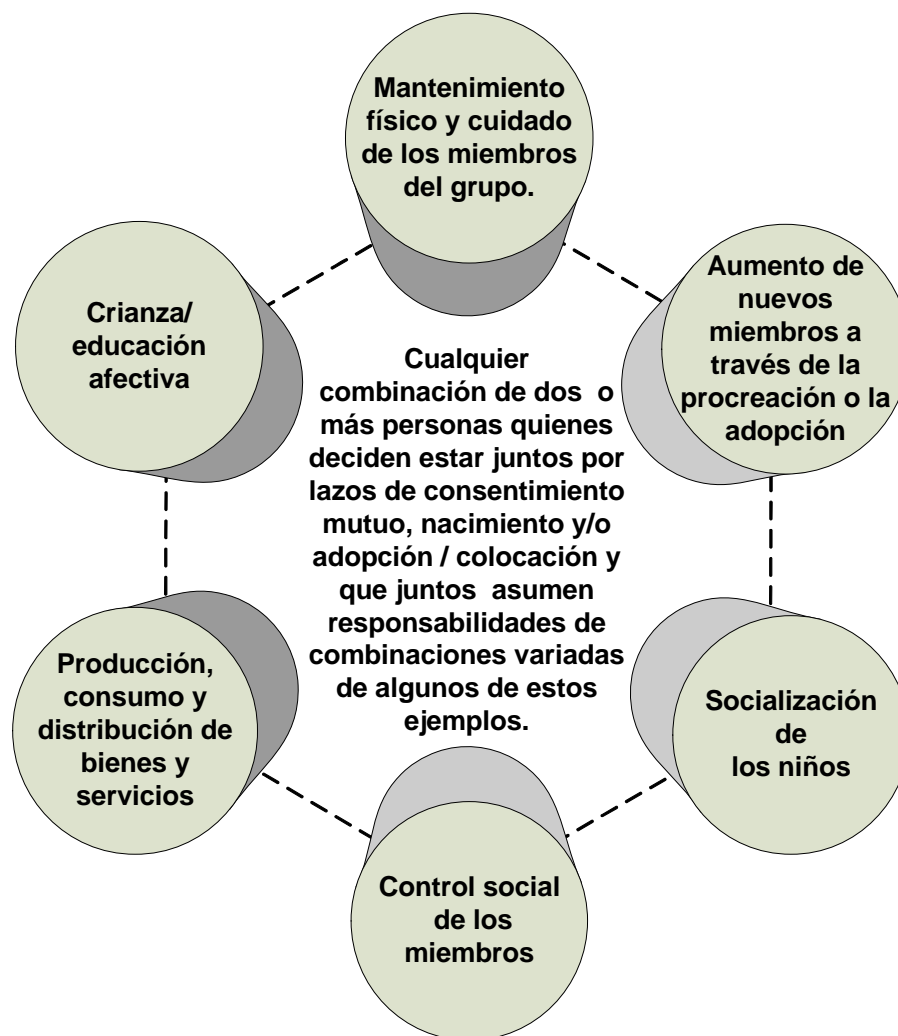 Mantenimiento
físico y cuidado
de los miembros
del grupo.
Aumento de
nuevos
miembros a
través de la
procreación o la
adopción
Crianza/
educación
afectiva
Cualquier
combinación de dos o
más personas quienes
deciden estar juntos por
lazos de consentimiento
mutuo, nacimiento y/o
adopción / colocación y
que juntos asumen
responsabilidades de
combinaciones variadas
de algunos de estos
ejemplos.
Producción,
consumo y
distribución de
bienes y
servicios
Socialización
de
los niños
Control social
de los
miembros